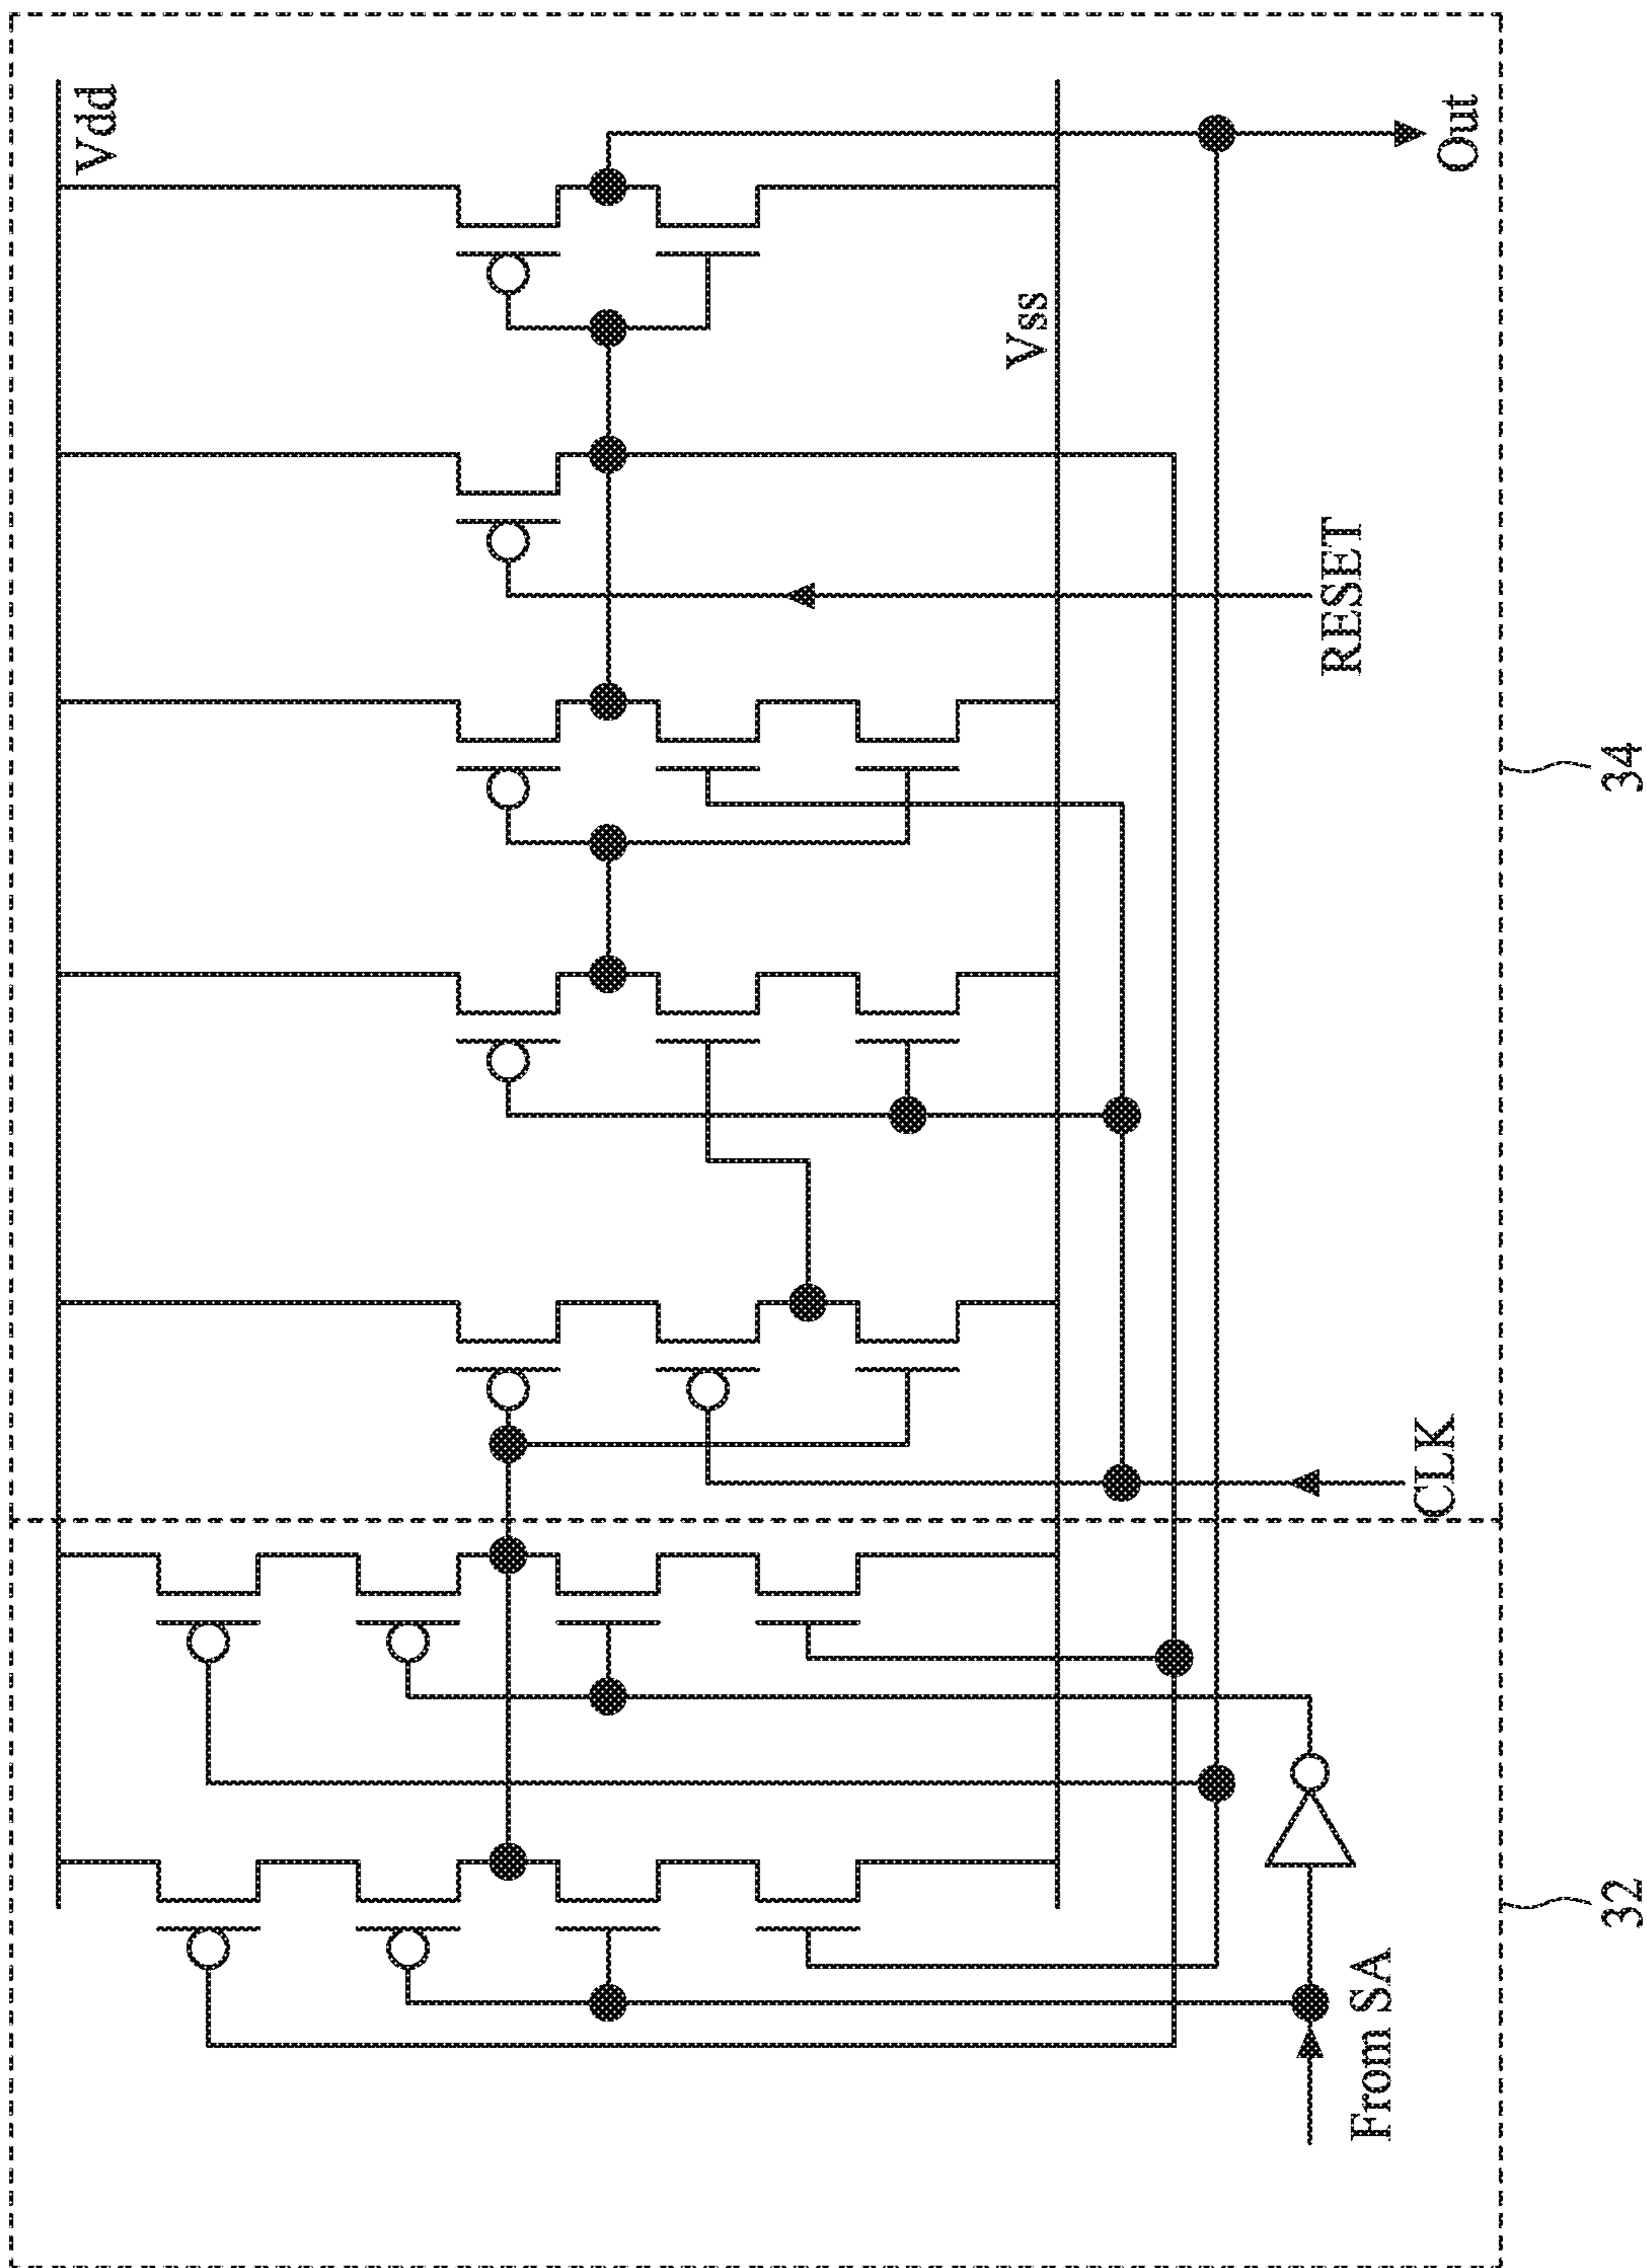 Vdd
Vss
Out
RESET
CLK
From SA
34
32